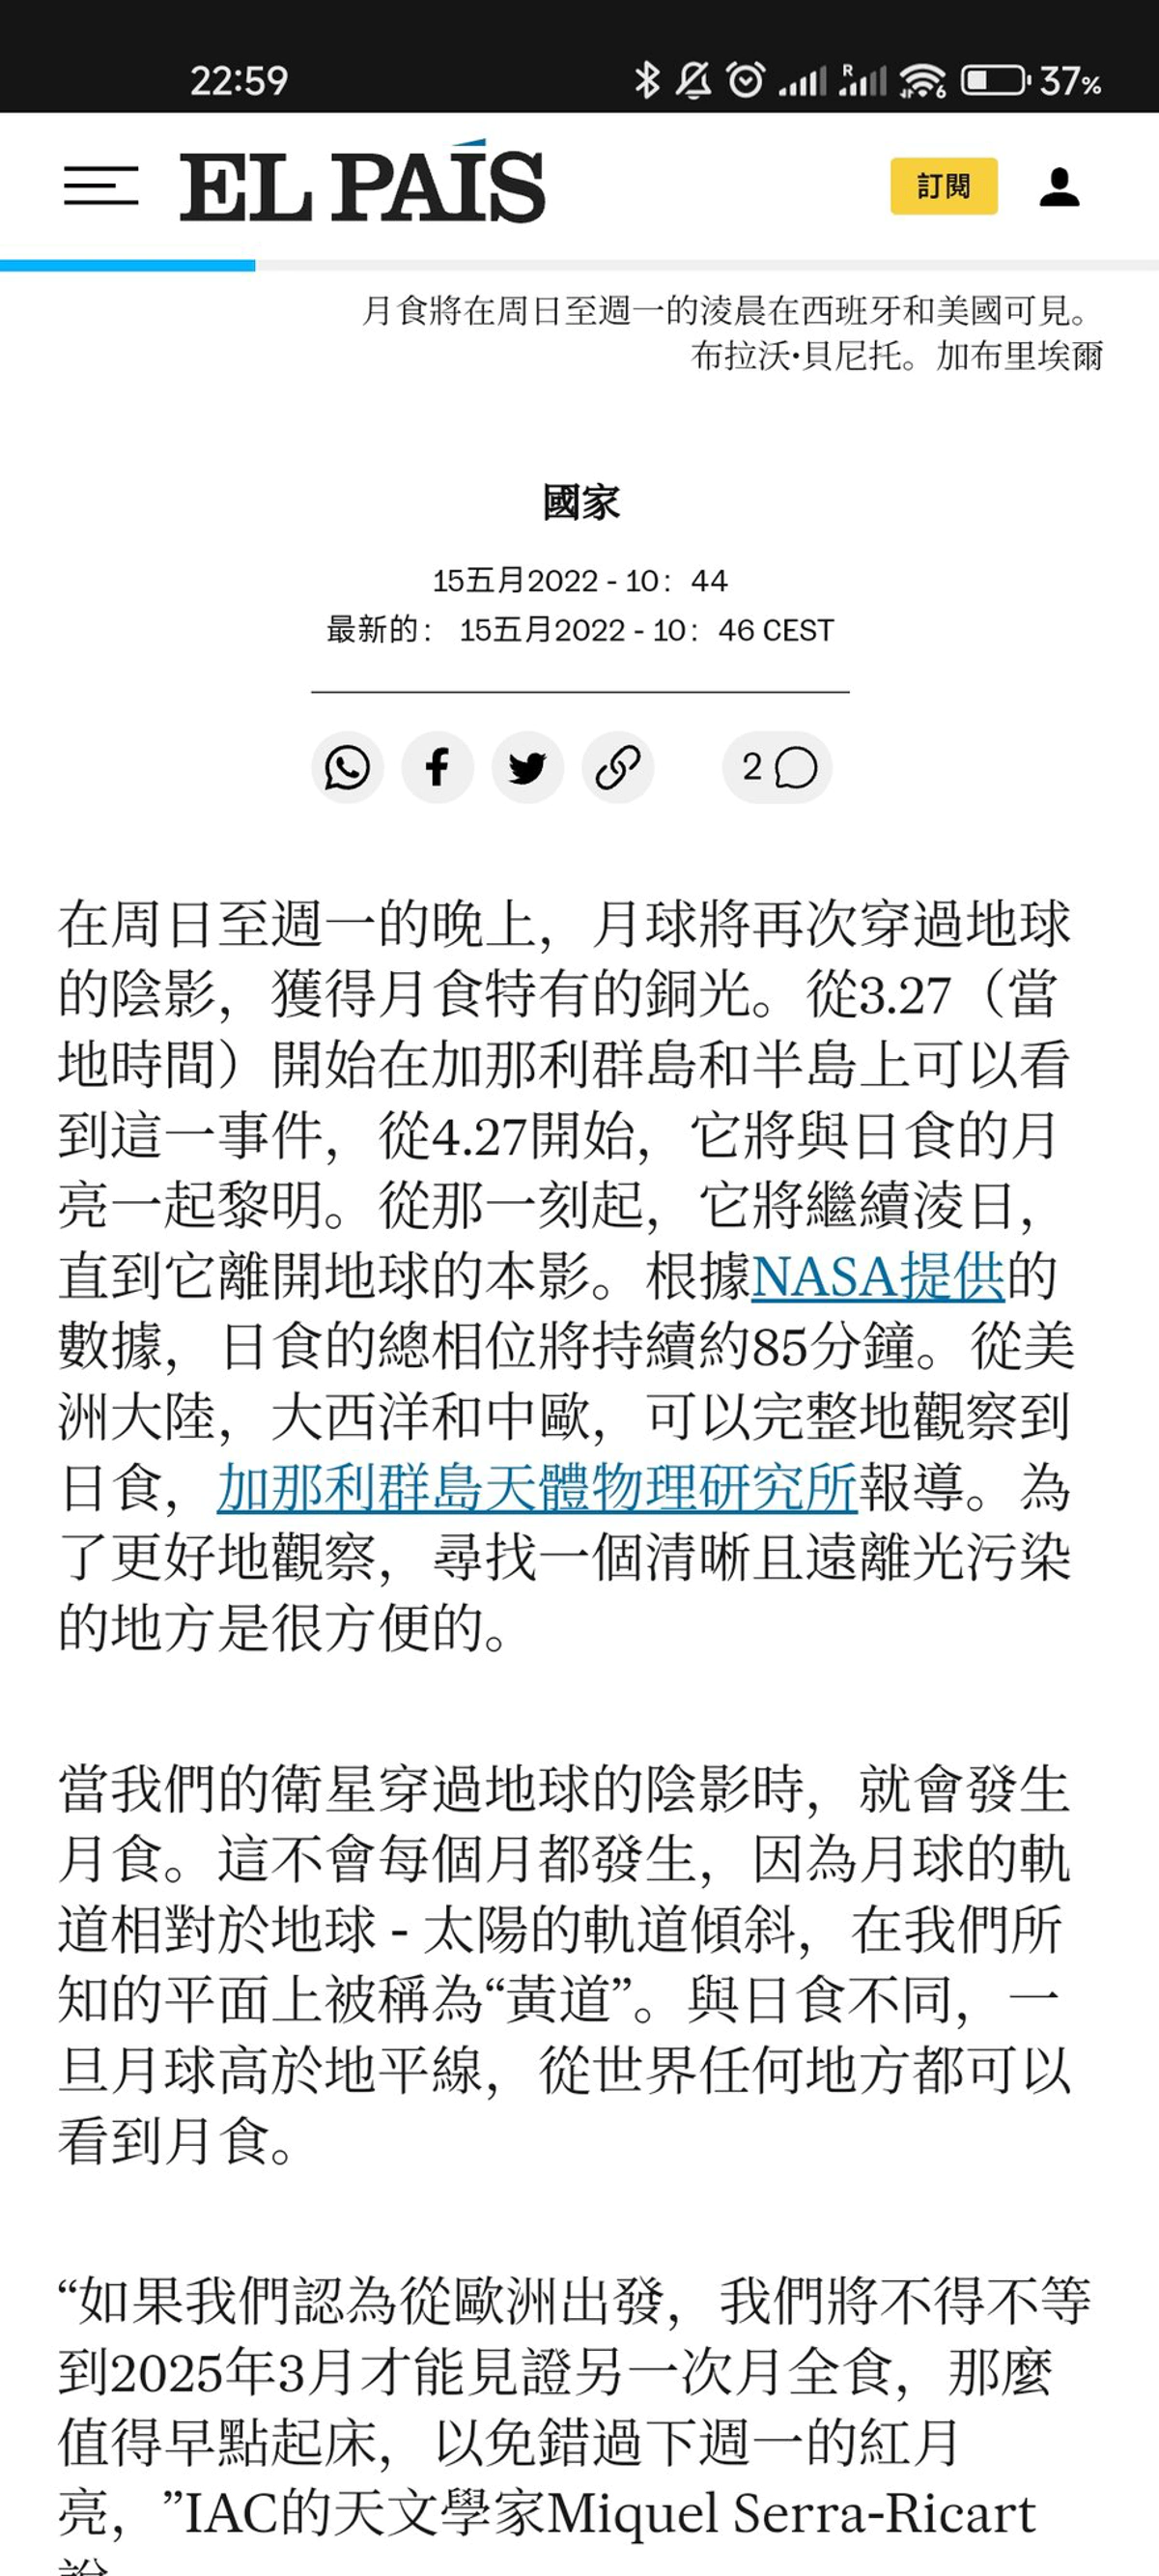 22:59
R
6
37%
EL PAÍS
訂閱
月食將在周日至週一的淩晨在西班牙和美國可見。
布拉沃·貝尼托。加布里埃爾
國家
15五月2022 - 10：44
最新的： 15五月2022 - 10：46 CEST
2
在周日至週一的晚上，月球將再次穿過地球
的陰影，獲得月食特有的銅光。從3.27（當
地時間）開始在加那利群島和半島上可以看
到這一事件，從4.27開始，它將與日食的月
亮一起黎明。從那一刻起，它將繼續淩日，
直到它離開地球的本影。根據NASA提供的
數據，日食的總相位將持續約85分鐘。從美
洲大陸，大西洋和中歐，可以完整地觀察到
日食，加那利群島天體物理研究所報導。為
了更好地觀察，尋找一個清晰且遠離光污染
的地方是很方便的。
當我們的衛星穿過地球的陰影時，就會發生
月食。這不會每個月都發生，因為月球的軌
道相對於地球 - 太陽的軌道傾斜，在我們所
知的平面上被稱為“黃道”。與日食不同，一
旦月球高於地平線，從世界任何地方都可以
看到月食。
“如果我們認為從歐洲出發，我們將不得不等
到2025年3月才能見證另一次月全食，那麼
值得早點起床，以免錯過下週一的紅月
亮，”IAC的天文學家Miquel Serra-Ricart